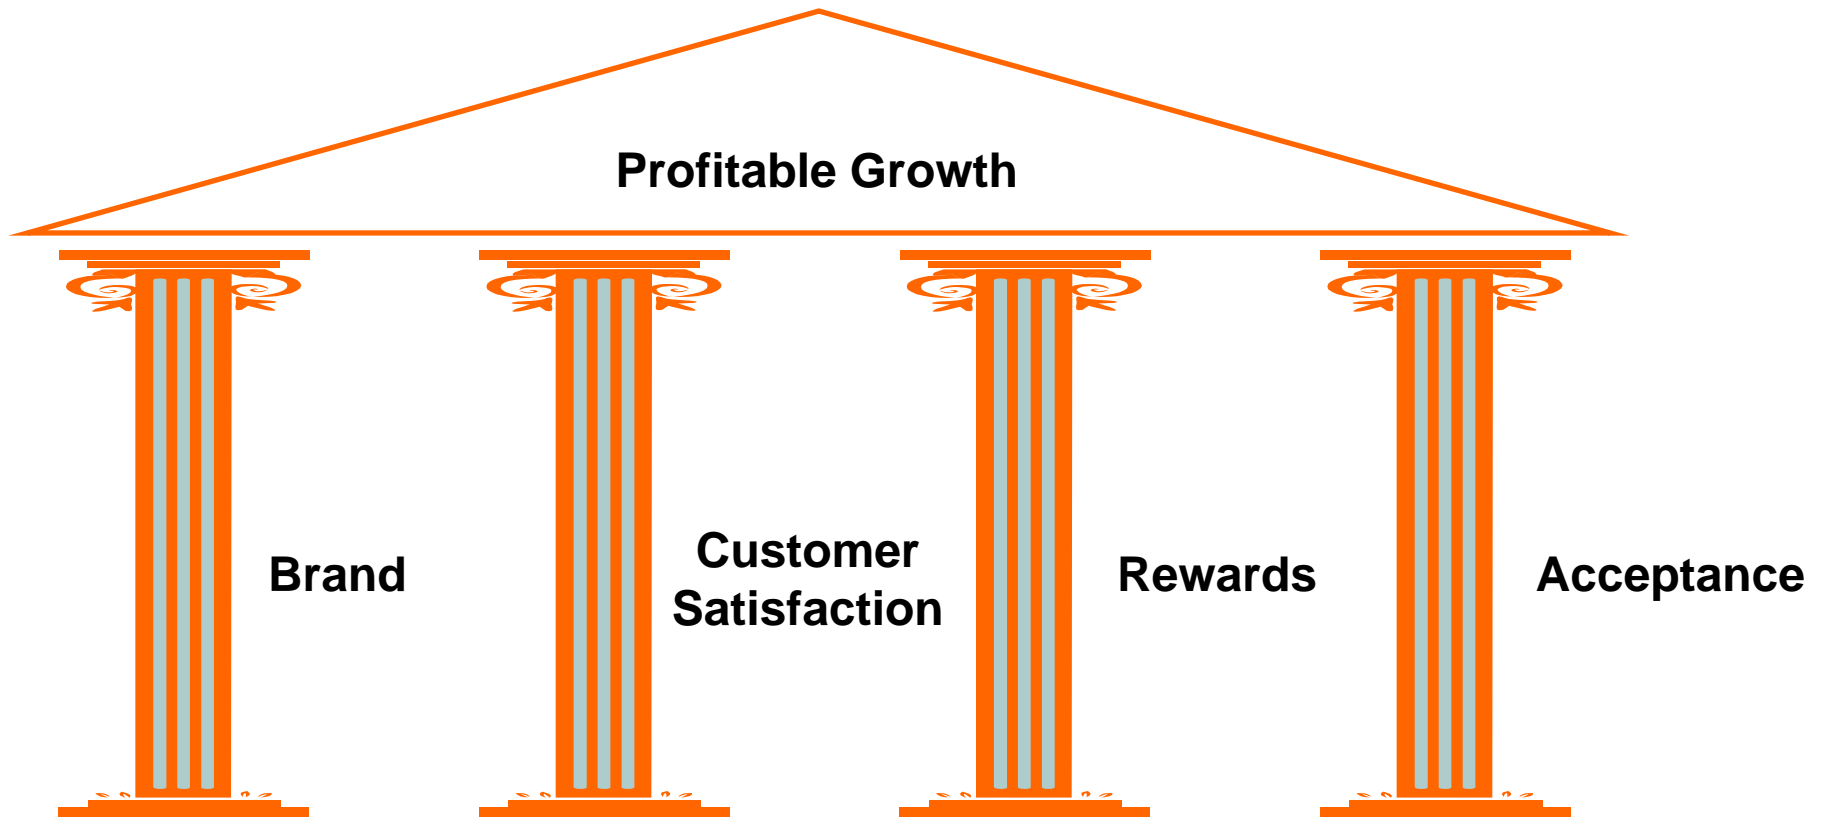 Profitable Growth
Brand
Customer
Satisfaction
Rewards
Acceptance